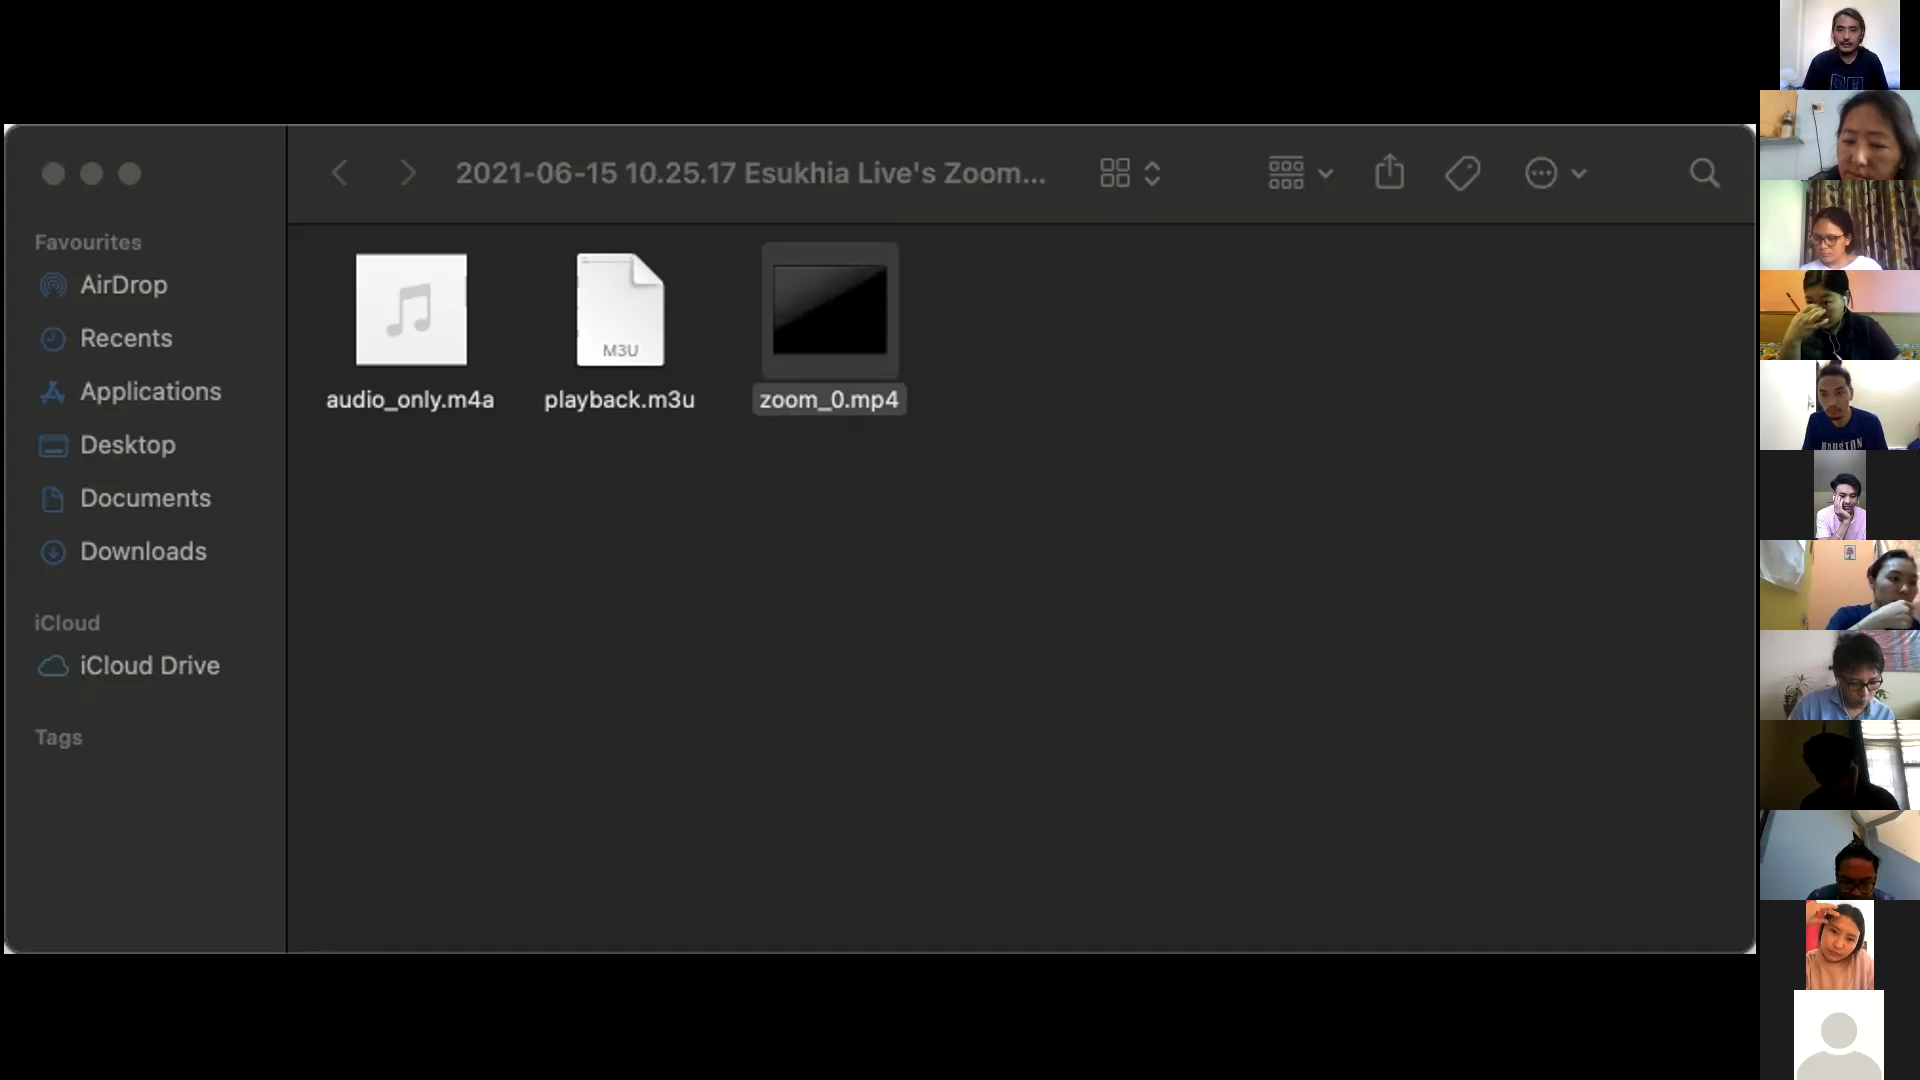 2021-06-15 10.25.17 Esukhia Live's Zoom...
Favourites
AirDrop
Recents
Applications
Desktop
Documents
Downloads
iCloud
iCloud Drive
Tags
M3U
audio_only.m4a
playback.m3u
zoom_0.mp4
HOUSTON